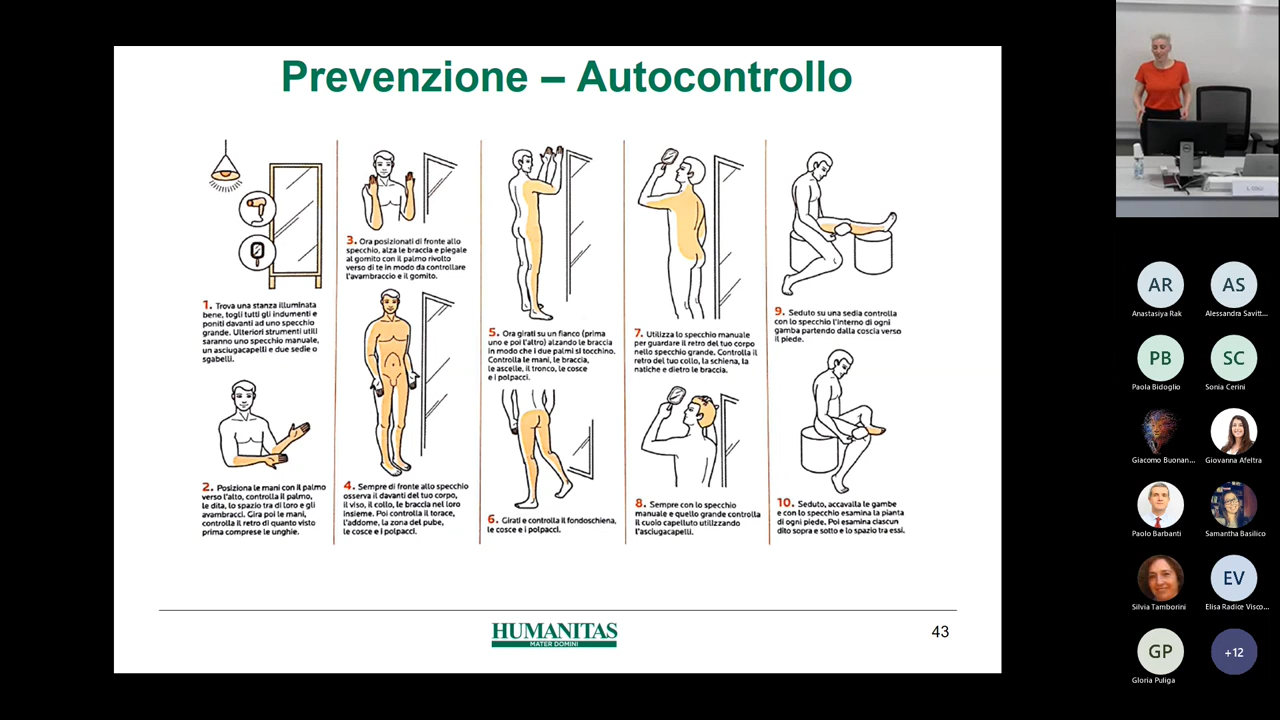 Prevenzione – Autocontrollo
1. Trova una stanza illuminata
bene, togli tutti gli indumenti e
poniti davanti ad uno specchio
grande. Ulteriori strumenti utili
saranno uno specchio manuale,
un asciugacapelli e due sedie o
sgabelli.
2. Posiziona le mani con il palmo
verso l'alto, controlla il palmo,
le dita, lo spazio tra di loro e gli
avambracci. Gira poi le mani,
controlla il retro di quanto visto
prima comprese le unghie.
3. Ora posizionati di fronte allo
specchio, alza le braccia e piegale
al gomito con il palmo rivolto
verso di te in modo da controllare
l'avambraccio e il gomito.
4. Sempre di fronte allo specchio
osserva il davanti del tuo corpo,
il viso, il collo, le braccia nel loro
insieme. Poi controlla il torace,
l'addome, la zona del pube,
le cosce e i polpacci.
5. Ora girati su un fianco (prima
uno e poi l'altro) alzando le braccia
in modo che i due palmi si tocchino.
Controlla le mani, le braccia,
le ascelle, il tronco, le cosce
e i polpacci.
6. Girati e controlla il fondoschiena,
le cosce e i polpacci.
7. Utilizza lo specchio manuale
per guardare il retro del tuo corpo
nello specchio grande. Controlla il
retro del tuo collo, la schiena, la
natiche e dietro le braccia.
8. Sempre con lo specchio
manuale e quello grande controlla
il cuoio capelluto utilizzando
l'asciugacapelli.
9. Seduto su una sedia controlla
con lo specchio l'interno di ogni
gamba partendo dalla coscia verso
il piede.
10. Seduto, accavalla le gambe
e con lo specchio esamina la pianta
di ogni piede. Poi esamina ciascun
dito sopra e sotto e lo spazio tra essi.
HUMANITAS
MATER DOMINI
43
AR
Anastasiya Rak
AS
Alessandra Savitt...
PB
Paola Bidoglio
SC
Sonia Cerini
Giacomo Buonan...
Giovanna Afeltra
Paolo Barbanti
Samantha Basilico
Silvia Tamborini
EV
Elisa Radice Visco...
GP
Gloria Puliga
+12